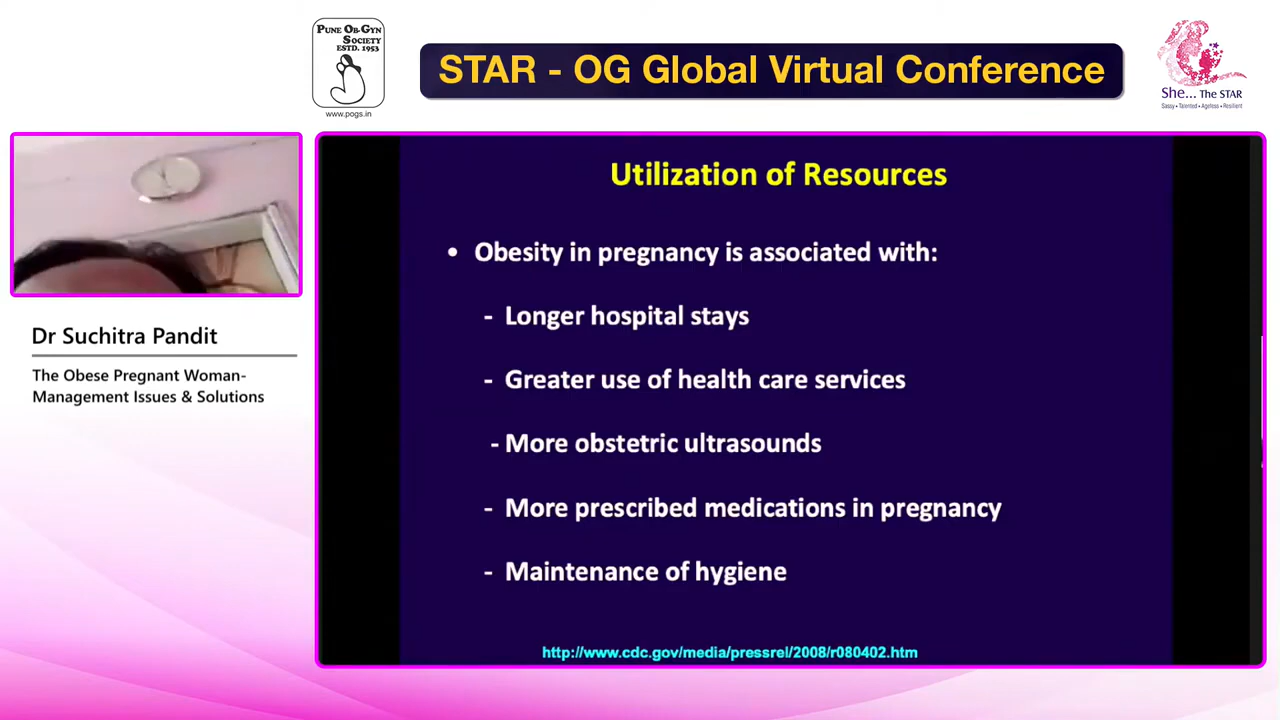 PUNE OB-GYN
SOCIETY
ESTD. 1953
www.pogs.in
STAR - OG Global Virtual Conference
She... THE STAR
Sassy • Talented • Ageless • Resilient
Dr Suchitra Pandit
The Obese Pregnant Woman-
Management Issues & Solutions
Utilization of Resources
• Obesity in pregnancy is associated with:
- Longer hospital stays
- Greater use of health care services
- More obstetric ultrasounds
- More prescribed medications in pregnancy
- Maintenance of hygiene
http://www.cdc.gov/media/pressrel/2008/r080402.htm